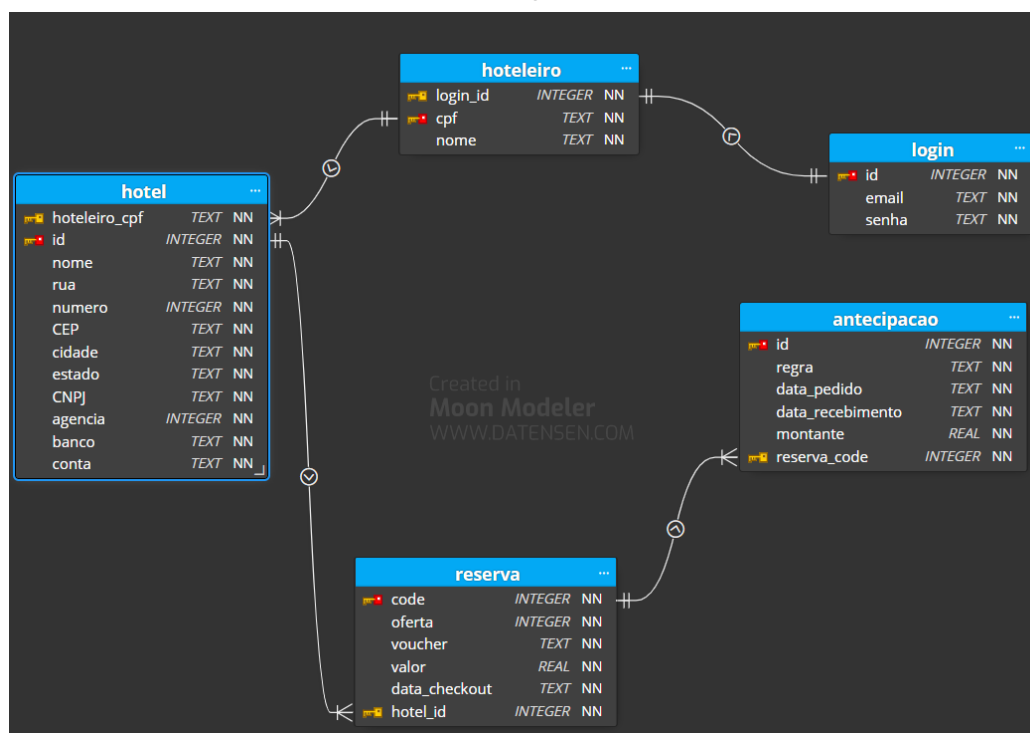 hoteleiro ...
login_id INTEGER NN
cpf TEXT NN
nome TEXT NN
login ...
id INTEGER NN
email TEXT NN
senha TEXT NN
hotel ...
hoteleiro_cpf TEXT NN
id INTEGER NN
nome TEXT NN
rua TEXT NN
numero INTEGER NN
CEP TEXT NN
cidade TEXT NN
estado TEXT NN
CNPJ TEXT NN
agencia INTEGER NN
banco TEXT NN
conta TEXT NN
antecipacao ...
id INTEGER NN
regra TEXT NN
data_pedido TEXT NN
data_recebimento TEXT NN
montante REAL NN
reserva_code INTEGER NN
Created in
Moon Modeler
WWW.DATENSEN.COM
reserva ...
code INTEGER NN
oferta INTEGER NN
voucher TEXT NN
valor REAL NN
data_checkout TEXT NN
hotel_id INTEGER NN